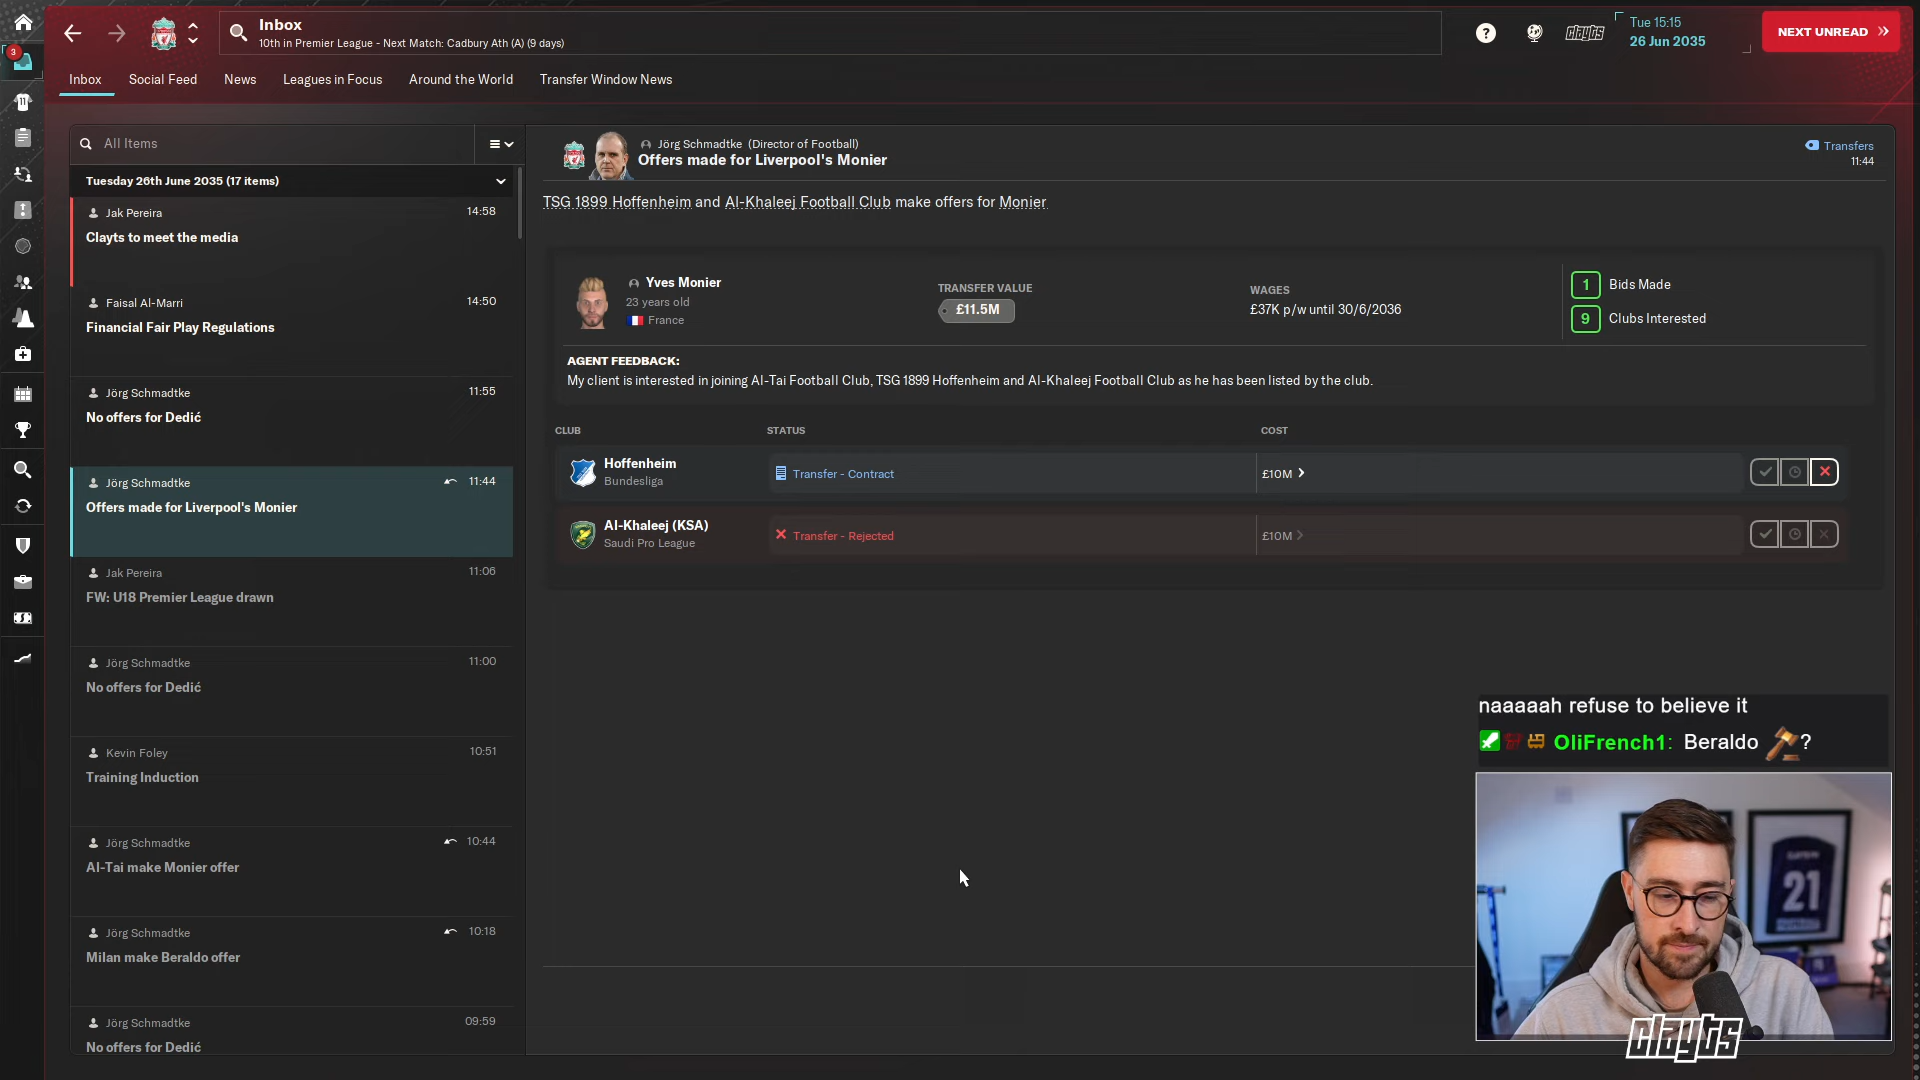 Inbox
10th in Premier League - Next Match: Cadbury Ath (A) (9 days)
clayts
Tue 15:15
26 Jun 2035
NEXT UNREAD
3
11
Inbox
Social Feed
News
Leagues in Focus
Around the World
Transfer Window News
All Items
Tuesday 26th June 2035 (17 items)
Jak Pereira
14:58
Clayts to meet the media
Faisal Al-Marri
14:50
Financial Fair Play Regulations
Jörg Schmadtke
11:55
No offers for Dedić
Jörg Schmadtke
11:44
Offers made for Liverpool's Monier
Jak Pereira
11:06
FW: U18 Premier League drawn
Jörg Schmadtke
11:00
No offers for Dedić
Kevin Foley
10:51
Training Induction
Jörg Schmadtke
10:44
Al-Tai make Monier offer
Jörg Schmadtke
10:18
Milan make Beraldo offer
Jörg Schmadtke
09:59
No offers for Dedić
Jörg Schmadtke (Director of Football)
Offers made for Liverpool's Monier
Transfers
11:44
TSG 1899 Hoffenheim and Al-Khaleej Football Club make offers for Monier
Yves Monier
23 years old
France
TRANSFER VALUE
£11.5M
WAGES
£37K p/w until 30/6/2036
1 Bids Made
9 Clubs Interested
AGENT FEEDBACK:
My client is interested in joining Al-Tai Football Club, TSG 1899 Hoffenheim and Al-Khaleej Football Club as he has been listed by the club.
CLUB
STATUS
COST
Hoffenheim
Bundesliga
Transfer - Contract
£10M
Al-Khaleej (KSA)
Saudi Pro League
Transfer - Rejected
£10M
naaaaah refuse to believe it
OliFrench1: Beraldo ?
21
clayts